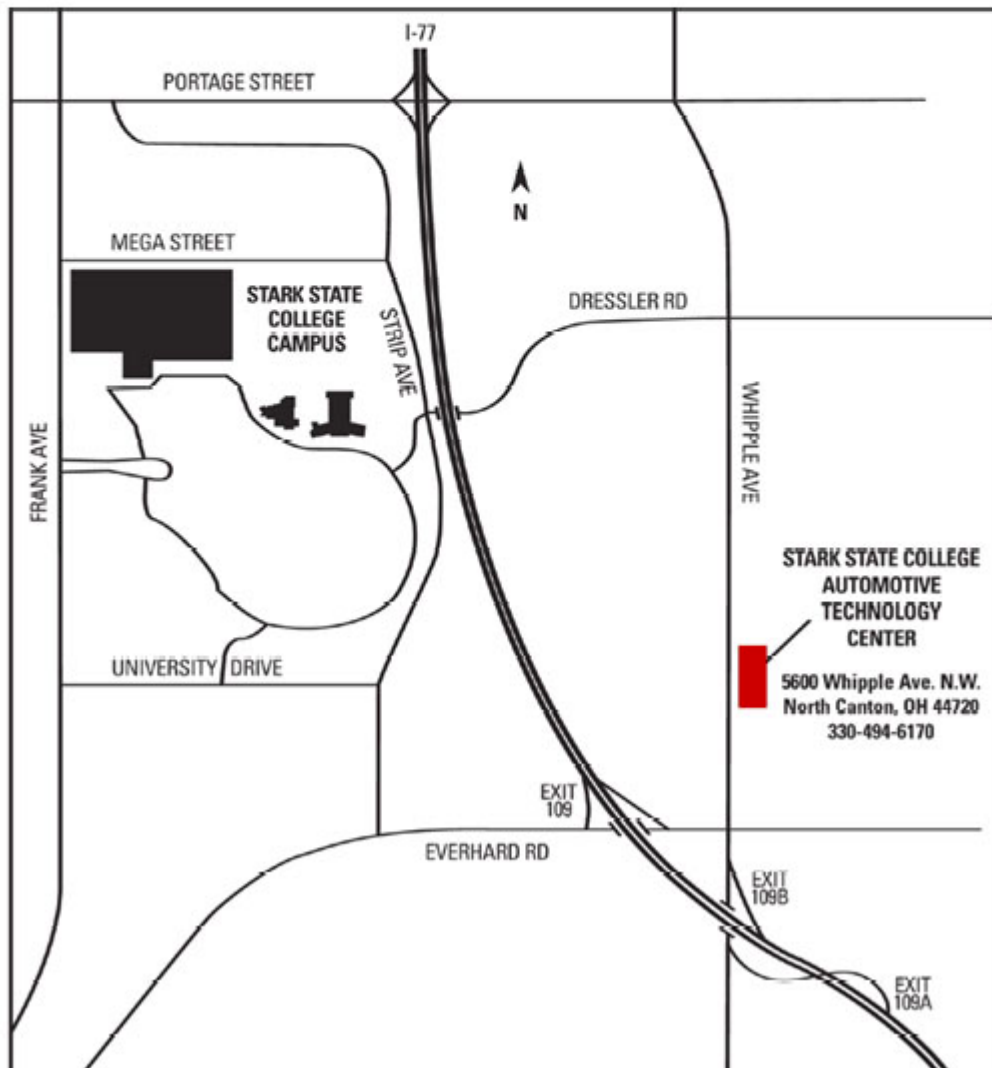 I-77
PORTAGE STREET
N
MEGA STREET
STARK STATE
COLLEGE
CAMPUS
STRIP AVE
DRESSLER RD
FRANK AVE
WHIPPLE AVE
STARK STATE COLLEGE
AUTOMOTIVE
TECHNOLOGY
CENTER
5600 Whipple Ave. N.W.
North Canton, OH 44720
330-494-6170
UNIVERSITY DRIVE
EXIT
109
EVERHARD RD
EXIT
109B
EXIT
109A